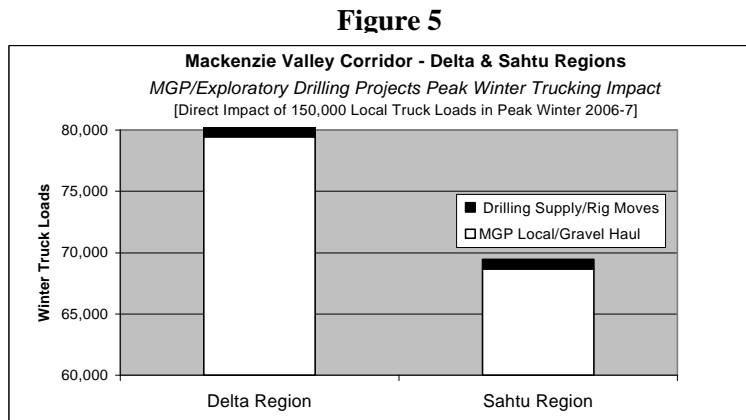 Figure 5
Mackenzie Valley Corridor - Delta & Sahtu Regions
MGP/Exploratory Drilling Projects Peak Winter Trucking Impact
[Direct Impact of 150,000 Local Truck Loads in Peak Winter 2006-7]
80,000
75,000
70,000
65,000
60,000
Winter Truck Loads
Drilling Supply/Rig Moves
MGP Local/Gravel Haul
Delta Region
Sahtu Region